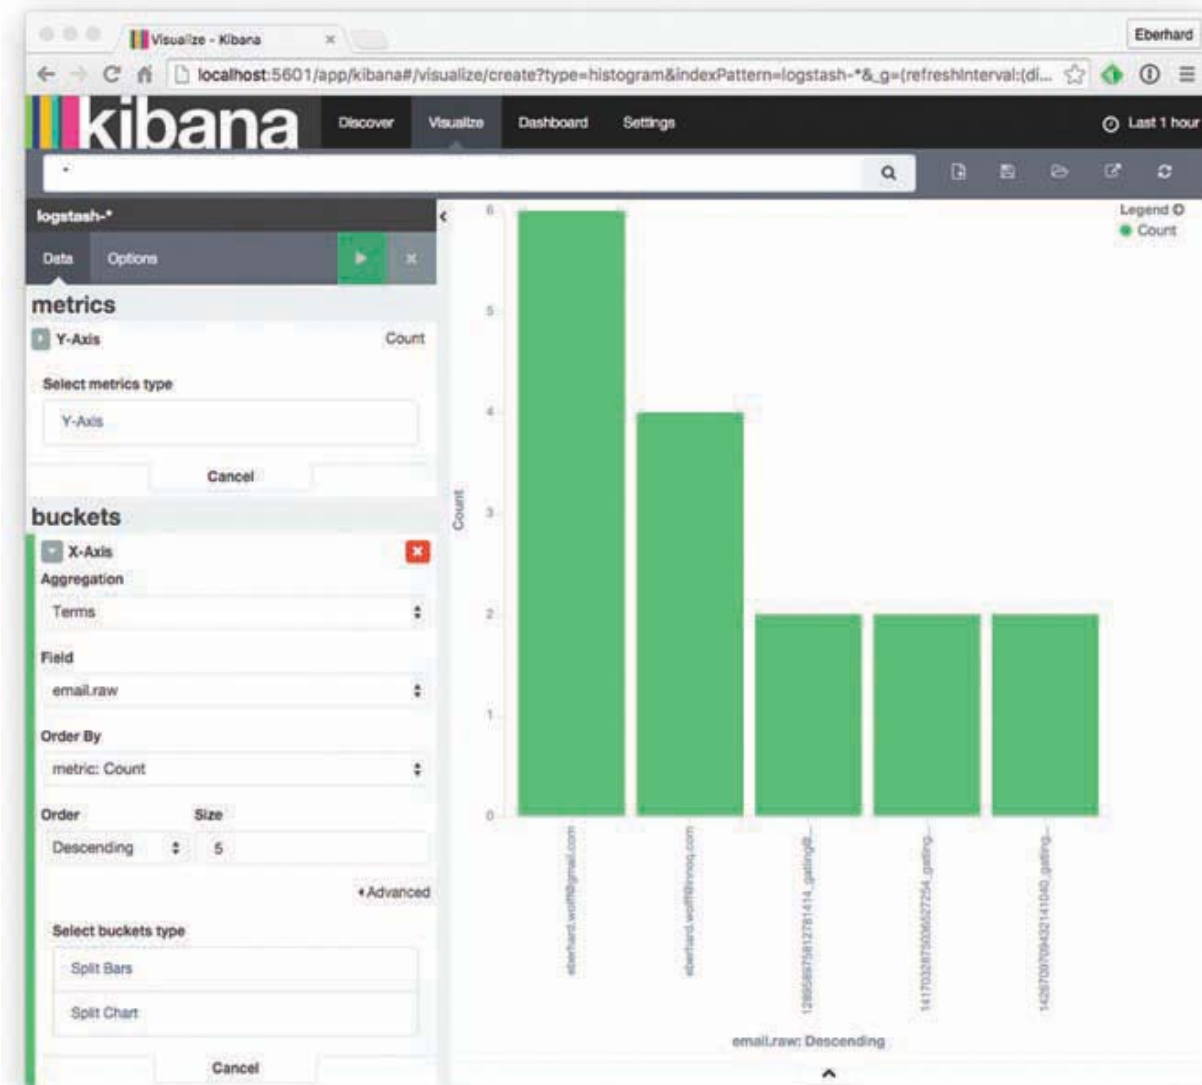 Visualize - Kibana
Eberhard
localhost:5601/app/kibana#/visualize/create?type=histogram&indexPattern=logstash-*&_g=(refreshInterval:(di...
kibana
Discover Visualize Dashboard Settings
Last 1 hour
*
logstash-*
Data Options
metrics
Y-Axis Count
Select metrics type
Y-Axis
Cancel
buckets
X-Axis
Aggregation
Terms
Field
email.raw
Order By
metric: Count
Order Size
Descending 5
Advanced
Select buckets type
Split Bars
Split Chart
Cancel
Legend
Count
6
5
4
3
2
1
0
Count
eberhard.wolff@gmail.com
eberhard.wolff@innoq.com
email.raw: Descending